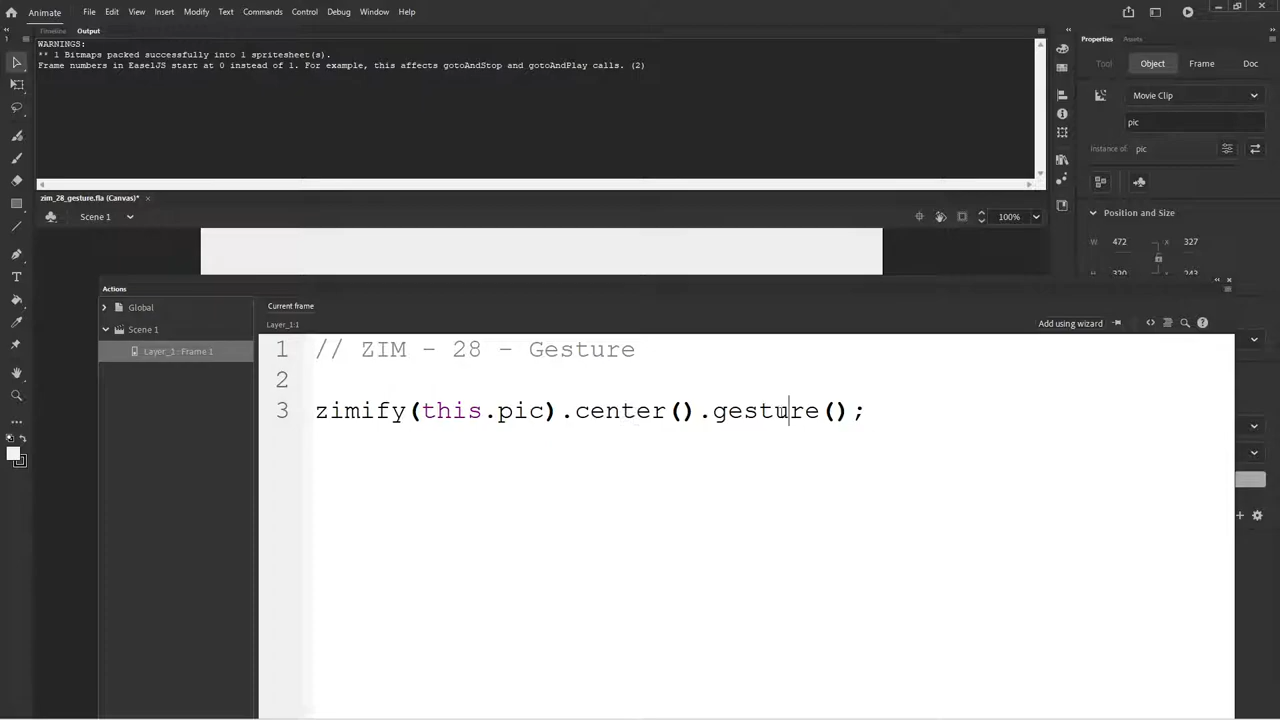 Animate File Edit View Insert Modify Text Commands Control Debug Window Help
Timeline Output
WARNINGS:
** 1 Bitmaps packed successfully into 1 spritesheet(s).
Frame numbers in EaselJS start at 0 instead of 1. For example, this affects gotoAndStop and gotoAndPlay calls. (2)
Properties Assets
Tool Object Frame Doc
Movie Clip
pic
Instance of: pic
Position and Size
W 472 X 327
320 243
zim_28_gesture.fla (Canvas)*
Scene 1
100%
Actions
Global
Scene 1
Layer_1 : Frame 1
Current frame
Layer_1:1
Add using wizard
1 // ZIM - 28 - Gesture
2
3 zimify(this.pic).center().gesture();